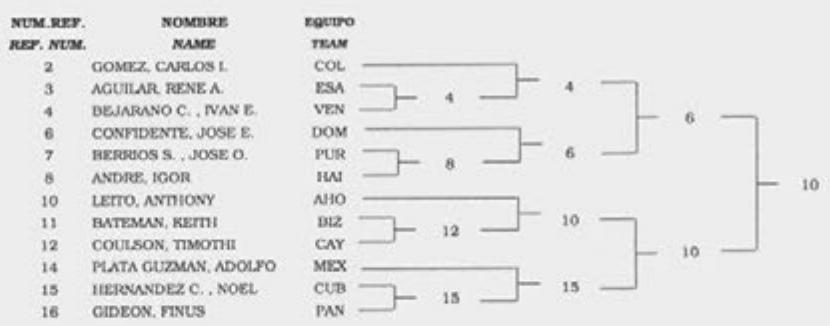 NUM.REF. NOMBRE EQUIPO
REF. NUM. NAME TEAM
2 GOMEZ, CARLOS I. COL
3 AGUILAR, RENE A. ESA 4
4 BEJARANO C. , IVAN E. VEN 4 6
6 CONFIDENTE, JOSE E. DOM
7 BERRIOS S. , JOSE O. PUR 8 6
8 ANDRE, IGOR HAI 10
10 LEITO, ANTHONY AHO
11 BATEMAN, KEITH BIZ 12 10
12 COULSON, TIMOTHI CAY 10
14 PLATA GUZMAN, ADOLFO MEX
15 HERNANDEZ C. , NOEL CUB 15 15
16 GIDEON, FINUS PAN